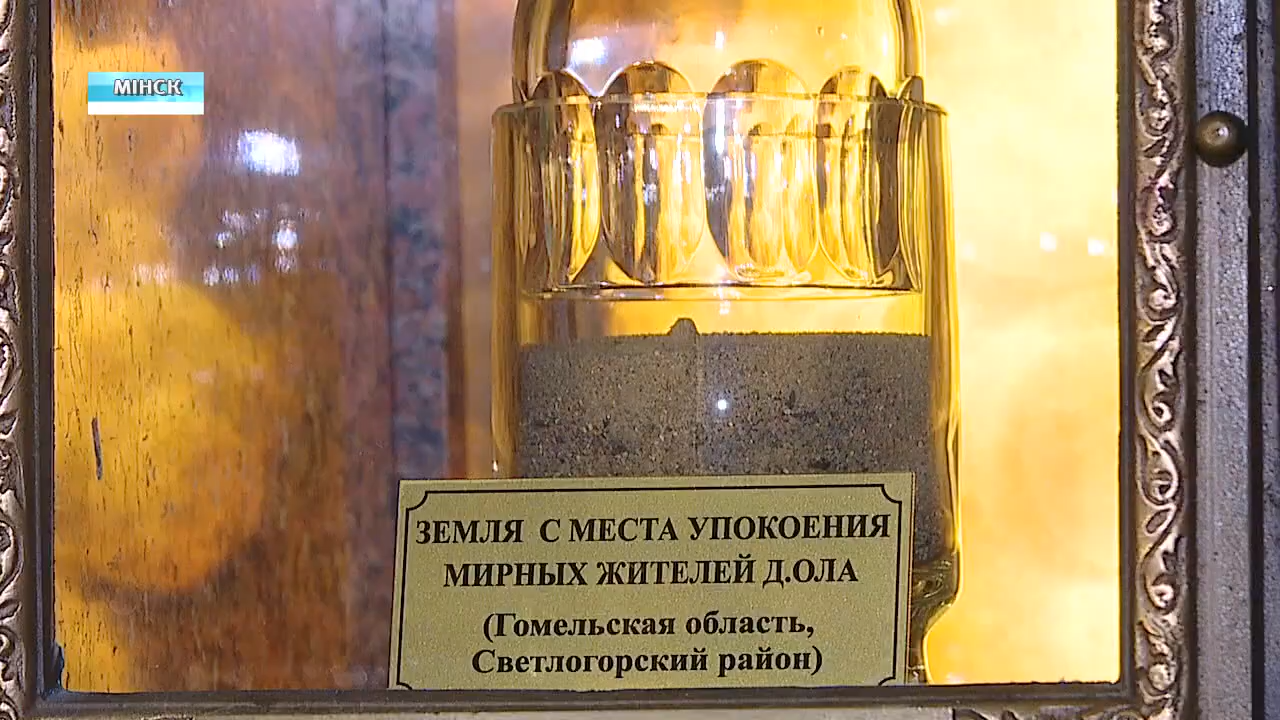 МІНСК
ЗЕМЛЯ С МЕСТА УПОКОЕНИЯ
МИРНЫХ ЖИТЕЛЕЙ Д.ОЛА
(Гомельская область,
Светлогорский район)